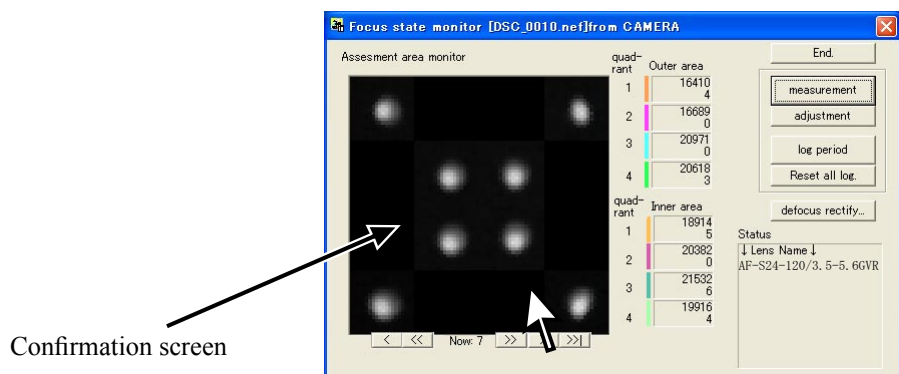 Focus state monitor [DSC_0010.nef]from CAMERA
Assesment area monitor
quad-
rant
Outer area
1
16410
4
2
16689
0
3
20971
0
4
20618
3
quad-
rant
Inner area
1
18914
5
2
20382
0
3
21532
6
4
19916
4
< << Now: 7 >> >>|
End.
measurement
adjustment
log period
Reset all log.
defocus rectify...
Status
↓Lens Name↓
AF-S24-120/3.5-5.6GVR
Confirmation screen